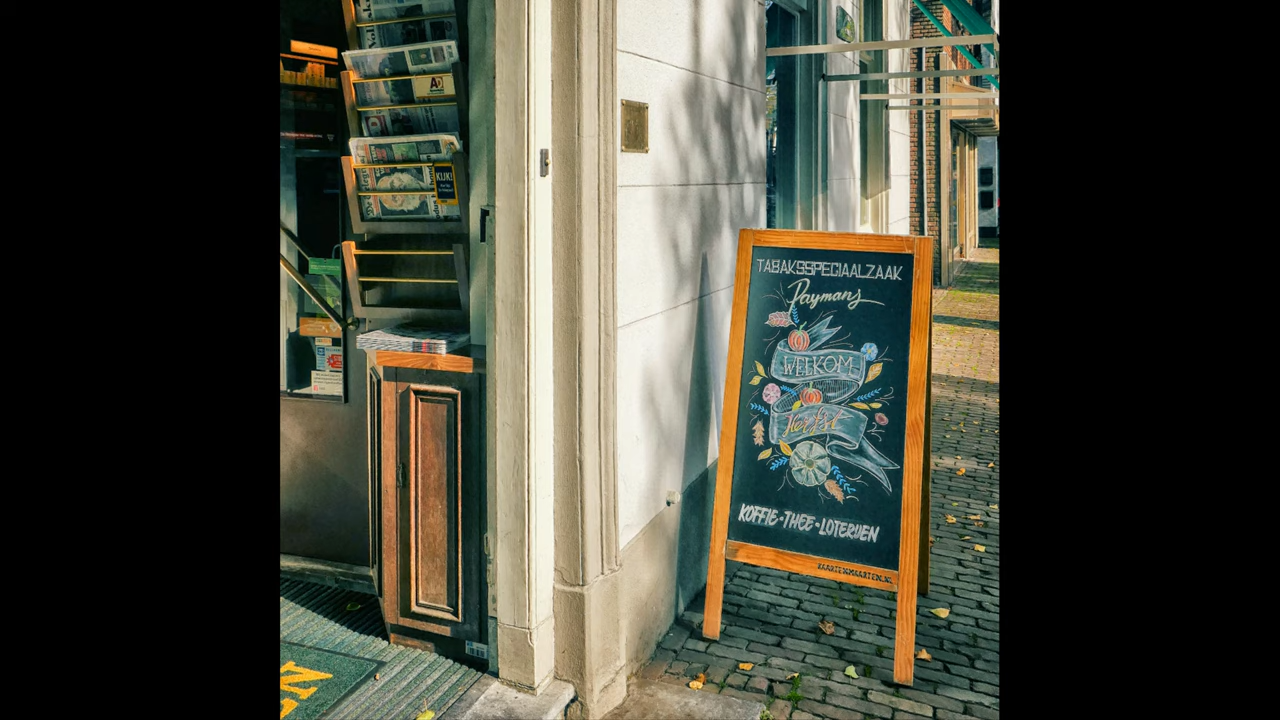 AD
KIJK!
TABAKSSPECIAALZAAK
Paymans
WELKOM
Herfst
KOFFIE-THEE-LOTERIJEN
KAARTENMAARTEN.NL